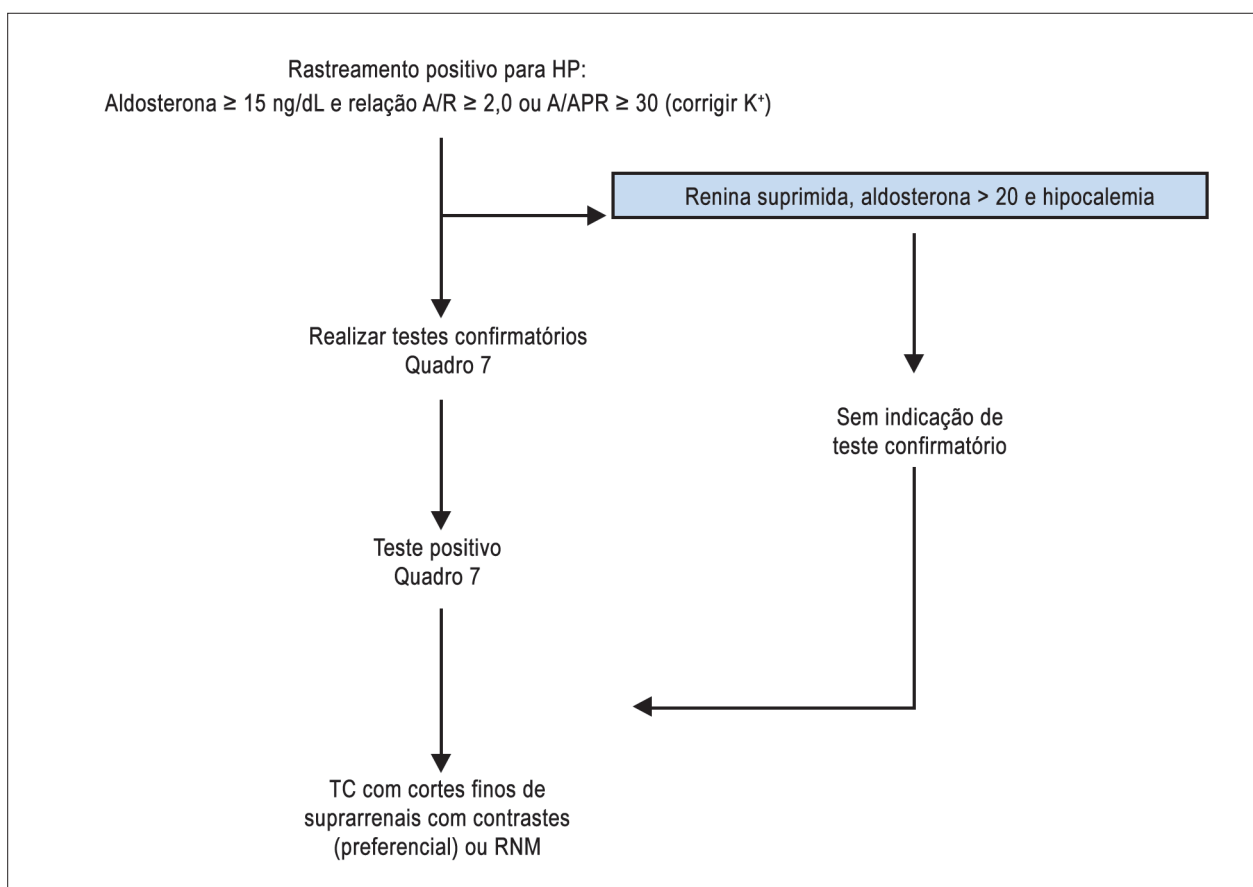 Rastreamento positivo para HP:
Aldosterona ≥ 15 ng/dL e relação A/R ≥ 2,0 ou A/APR ≥ 30 (corrigir K⁺)
Renina suprimida, aldosterona > 20 e hipocalemia
Realizar testes confirmatórios
Quadro 7
Sem indicação de
teste confirmatório
Teste positivo
Quadro 7
TC com cortes finos de
suprarrenais com contrastes
(preferencial) ou RNM